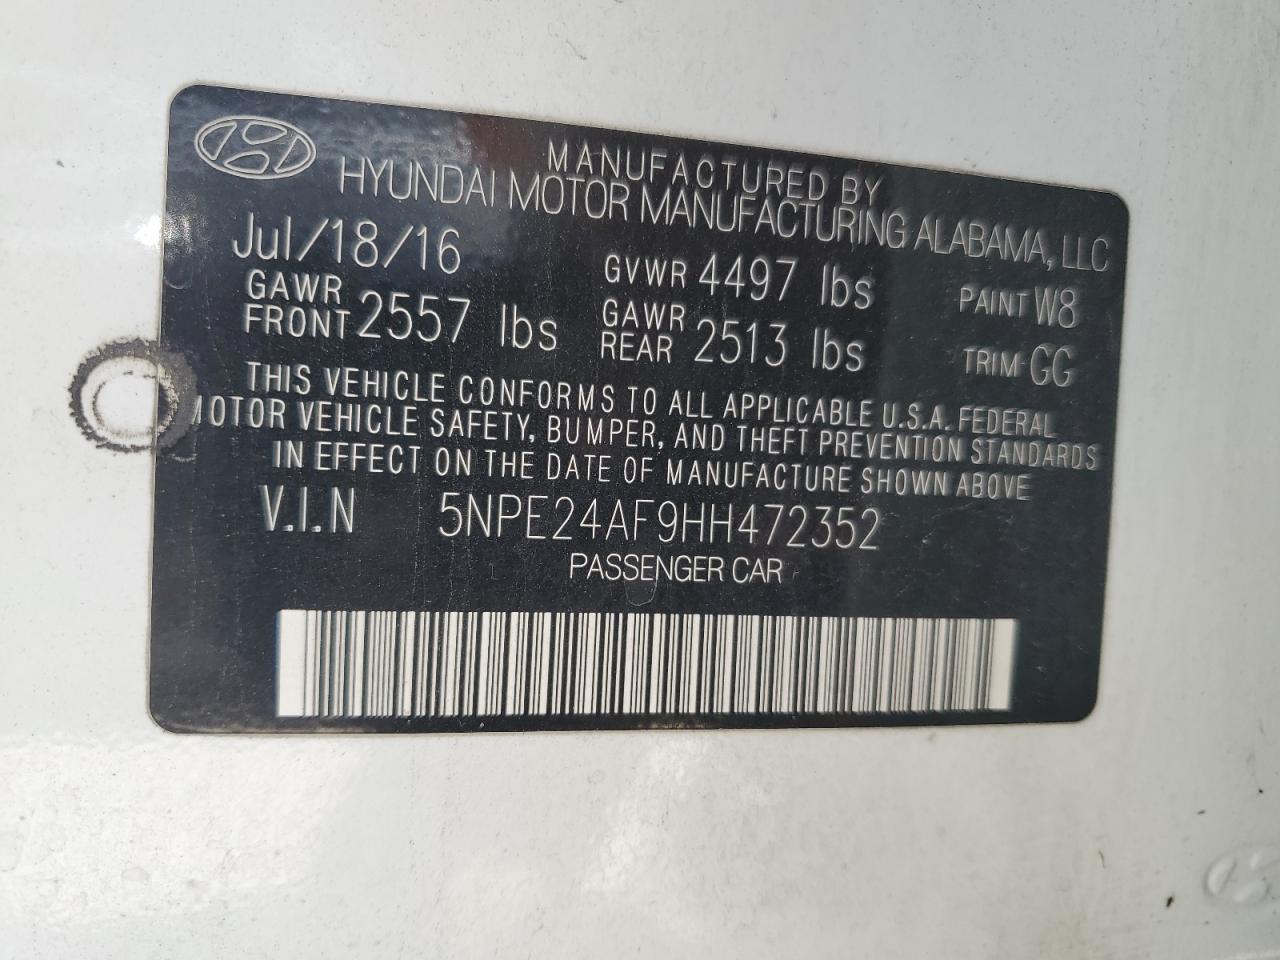 MANUFACTURED BY
HYUNDAI MOTOR MANUFACTURING ALABAMA, LLC
Jul/18/16 GVWR 4497 lbs PAINT W8
GAWR FRONT 2557 lbs GAWR REAR 2513 lbs TRIM GG
THIS VEHICLE CONFORMS TO ALL APPLICABLE U.S.A. FEDERAL
MOTOR VEHICLE SAFETY, BUMPER, AND THEFT PREVENTION STANDARDS
IN EFFECT ON THE DATE OF MANUFACTURE SHOWN ABOVE
V.I.N 5NPE24AF9HH472352
PASSENGER CAR